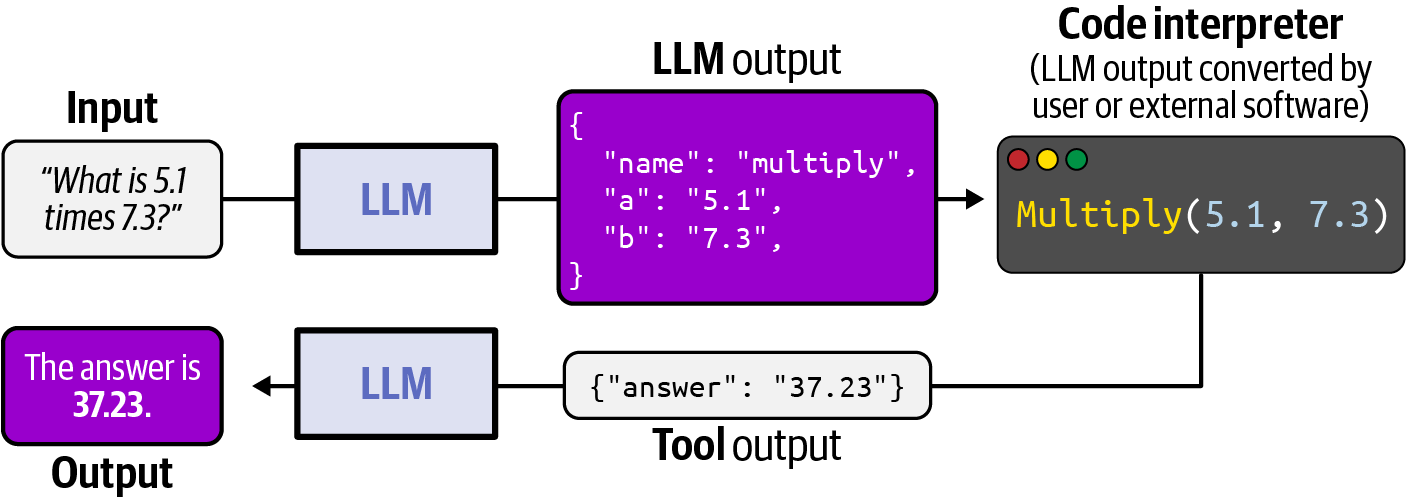 Input
“What is 5.1
times 7.3?”
LLM
LLM output
{
  "name": "multiply",
  "a": "5.1",
  "b": "7.3",
}
Code interpreter
(LLM output converted by
user or external software)
Multiply(5.1, 7.3)
{"answer": "37.23"}
Tool output
LLM
The answer is
37.23.
Output